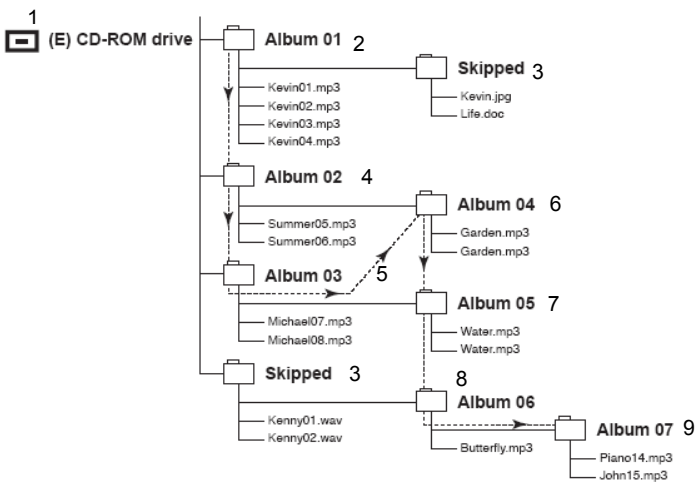 1
(E) CD-ROM drive
Album 01 2
Skipped 3
Kevin01.mp3
Kevin.jpg
Kevin02.mp3
Life.doc
Kevin03.mp3
Kevin04.mp3
Album 02 4
Album 04 6
Summer05.mp3
Garden.mp3
Summer06.mp3
Garden.mp3
Album 03
5
Album 05 7
Michael07.mp3
Water.mp3
Michael08.mp3
Water.mp3
Skipped 3
8
Album 06
Kenny01.wav
Kenny02.wav
Album 07 9
Butterfly.mp3
Piano14.mp3
John15.mp3